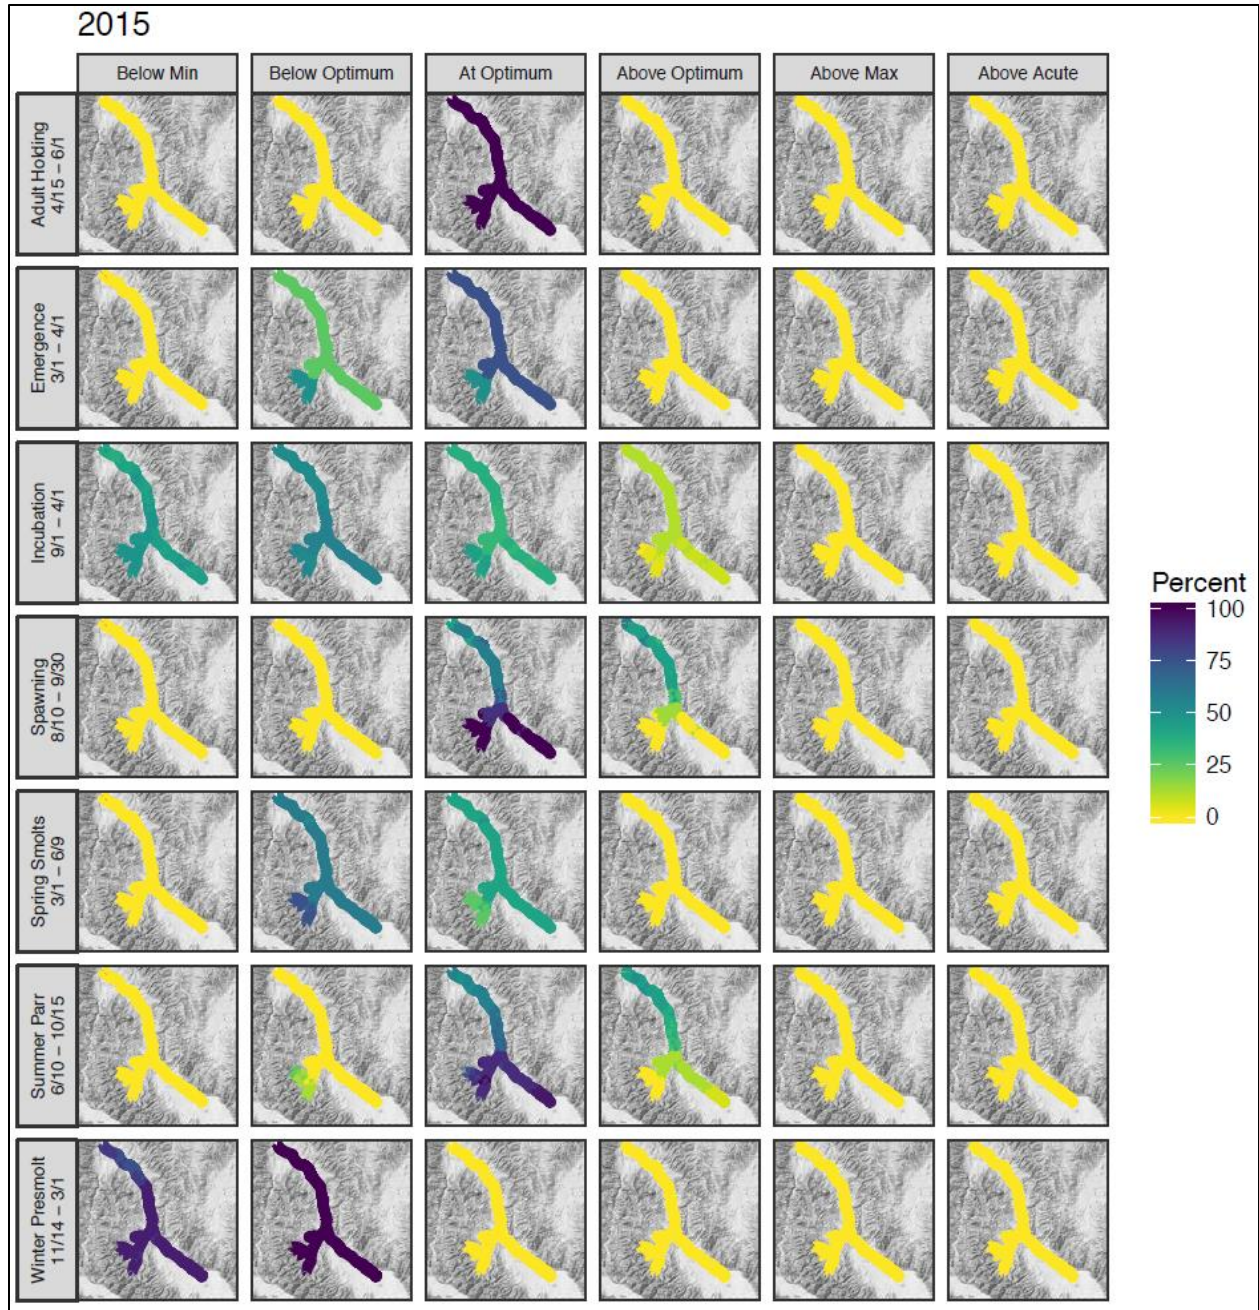 2015
Below Min
Below Optimum
At Optimum
Above Optimum
Above Max
Above Acute
Adult Holding
4/15 – 6/1
Emergence
3/1 – 4/1
Incubation
9/1 – 4/1
Spawning
8/10 – 9/30
Spring Smolts
3/1 – 6/9
Summer Parr
6/10 – 10/15
Winter Presmolt
11/14 – 3/1
Percent
100
75
50
25
0